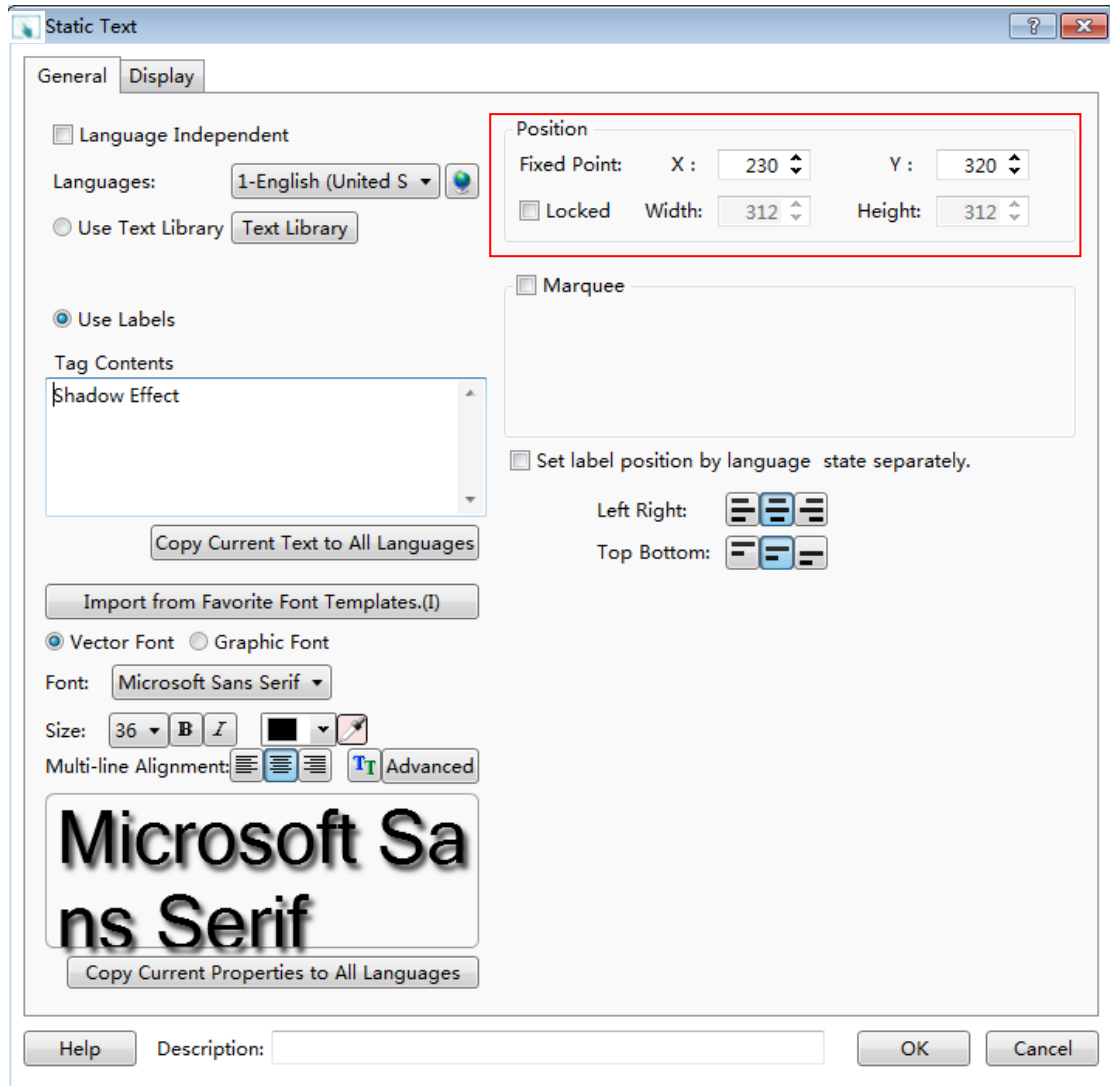 Static Text
General Display
Language Independent
Languages: 1-English (United S
Use Text Library Text Library
Use Labels
Tag Contents
Shadow Effect
Copy Current Text to All Languages
Import from Favorite Font Templates.(I)
Vector Font Graphic Font
Font: Microsoft Sans Serif
Size: 36 B I
Multi-line Alignment: TT Advanced
Microsoft Sa
ns Serif
Copy Current Properties to All Languages
Position
Fixed Point: X : 230 Y : 320
Locked Width: 312 Height: 312
Marquee
Set label position by language state separately.
Left Right:
Top Bottom:
Help Description: OK Cancel